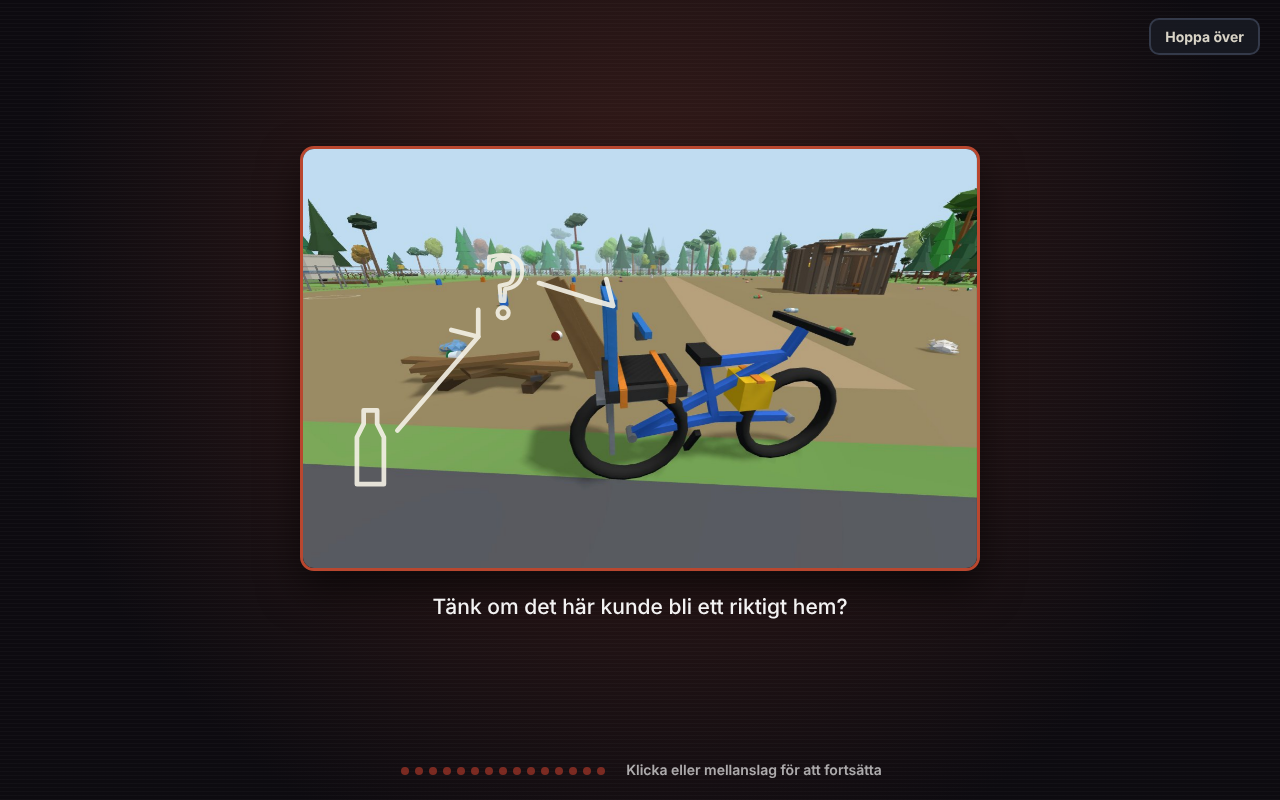 Hoppa över
?
Tänk om det här kunde bli ett riktigt hem?
Klicka eller mellanslag för att fortsätta